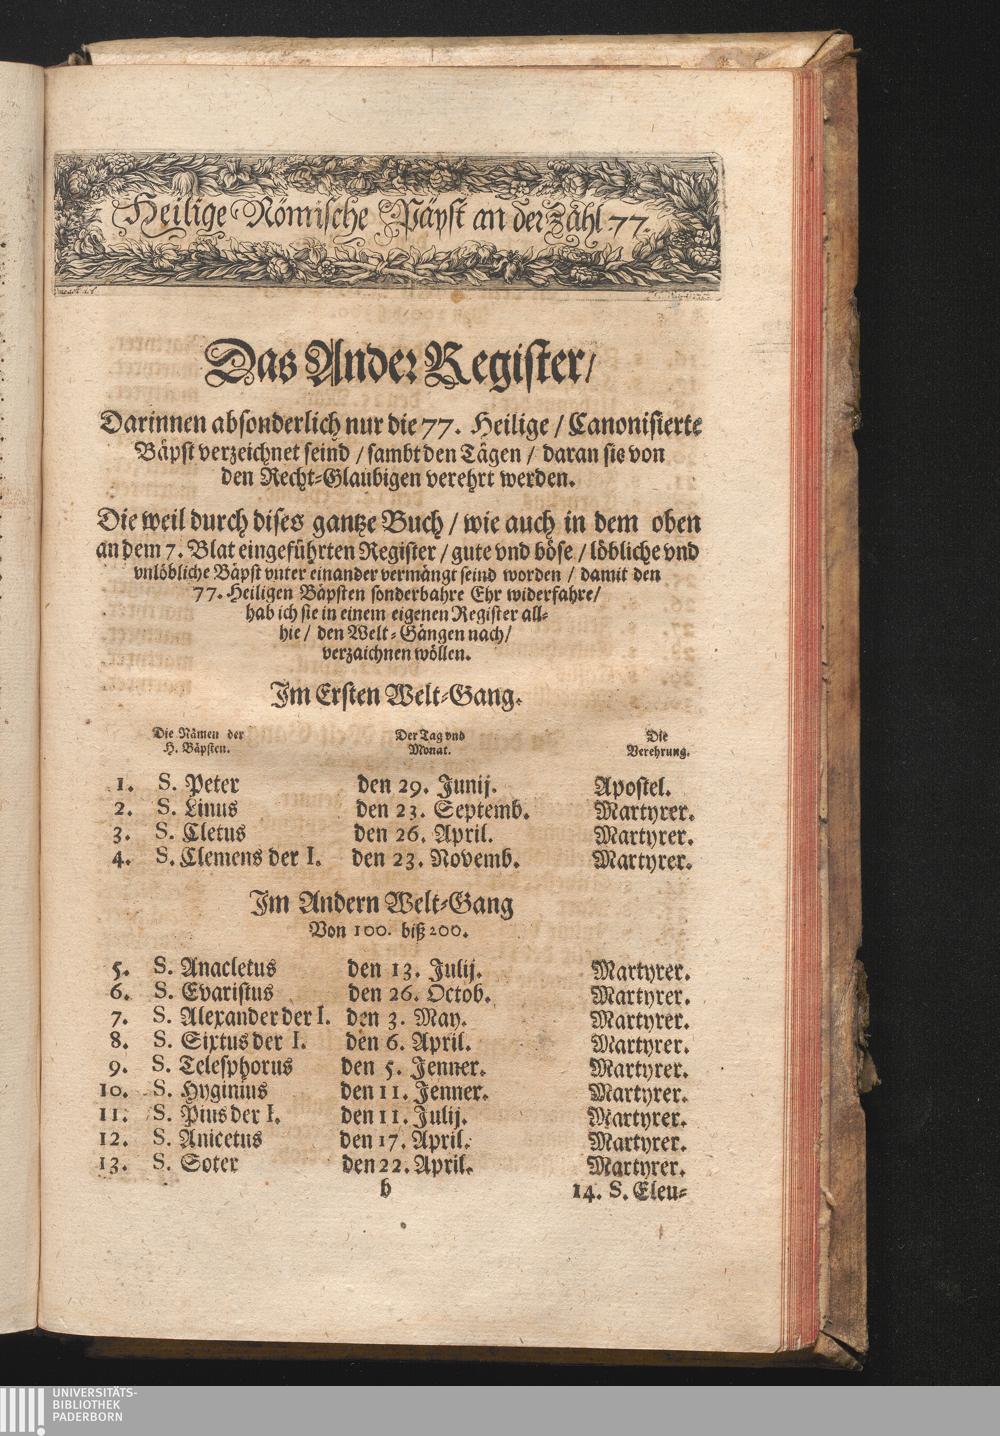 Heilige Römische Päpst an der Zahl 77.
Das Ander Register/
Darinnen absonderlich nur die 77. Heilige / Canonisierte
Bäpst verzeichnet seind / sambt den Tägen / daran sie von
den Recht-Glaubigen verehrt werden.
Die weil durch dises gantze Buch / wie auch in dem oben
an dem 7. Blat eingeführten Register / gute vnd böse / löbliche vnd
vnlöbliche Bäpst vnter einander vermängt seind worden / damit den
77. Heiligen Bäpsten sonderbahre Ehr widerfahre/
hab ich sie in einem eigenen Register all-
hie / den Welt-Gängen nach/
verzaichnen wöllen.
Im Ersten Welt-Gang.
Die Nämen der Der Tag vnd Die
H. Bäpsten. Monat. Verehrung.
1. S. Peter den 29. Junij. Apostel.
2. S. Linus den 23. Septemb. Martyrer.
3. S. Cletus den 26. April. Martyrer.
4. S. Clemens der I. den 23. Novemb. Martyrer.
Im Andern Welt-Gang
Von 100. biß 200.
5. S. Anacletus den 13. Julij. Martyrer.
6. S. Evaristus den 26. Octob. Martyrer.
7. S. Alexander der I. den 3. May. Martyrer.
8. S. Sixtus der I. den 6. April. Martyrer.
9. S. Telesphorus den 5. Jenner. Martyrer.
10. S. Hyginius den 11. Jenner. Martyrer.
11. S. Pius der I. den 11. Julij. Martyrer.
12. S. Anicetus den 17. April. Martyrer.
13. S. Soter den 22. April. Martyrer.
b 14. S. Eleu-
UNIVERSITÄTS-
BIBLIOTHEK
PADERBORN